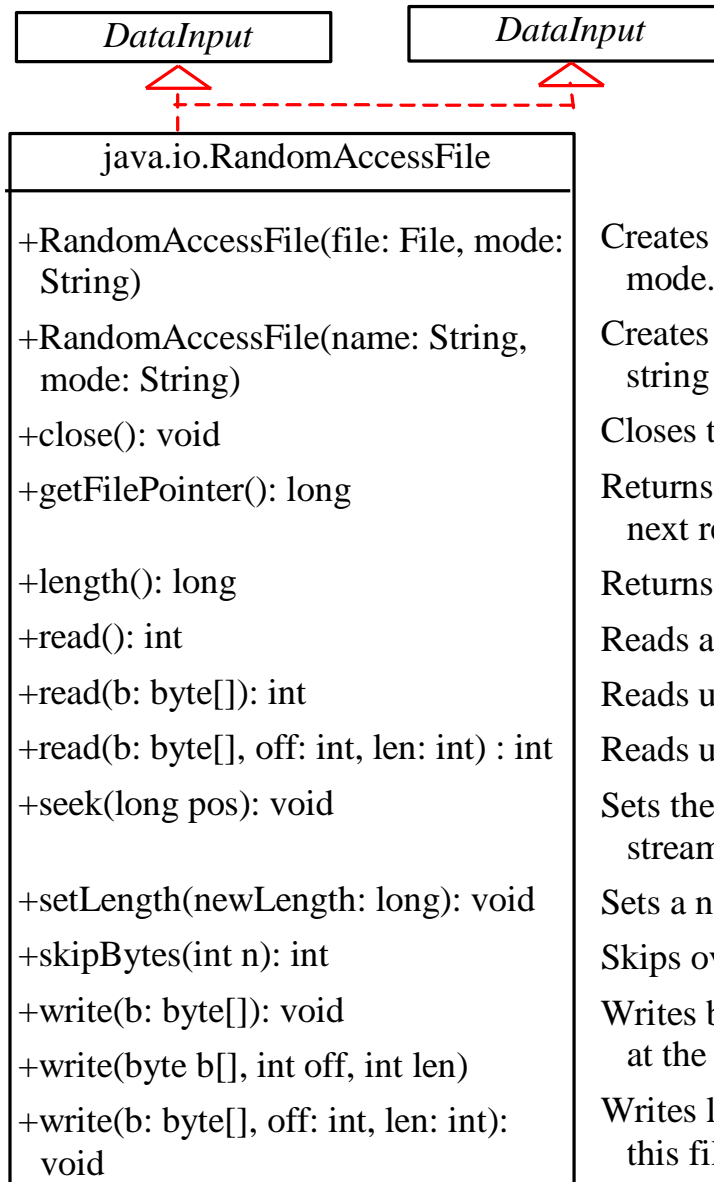 DataInput DataInput
java.io.RandomAccessFile
+RandomAccessFile(file: File, mode: Creates
String) mode.
+RandomAccessFile(name: String, Creates
mode: String) string
+close(): void Closes
+getFilePointer(): long Returns
next
+length(): long Returns
+read(): int Reads a
+read(b: byte[]): int Reads
+read(b: byte[], off: int, len: int) : int Reads
+seek(long pos): void Sets the
stream
+setLength(newLength: long): void Sets a
+skipBytes(int n): int Skips
+write(b: byte[]): void Writes
+write(byte b[], int off, int len) at the
+write(b: byte[], off: int, len: int): Writes
void this